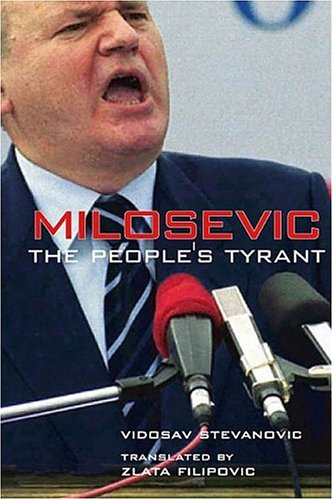 MILOSEVIC
THE PEOPLE'S TYRANT
VIDOSAV STEVANOVIC
TRANSLATED BY
ZLATA FILIPOVIC